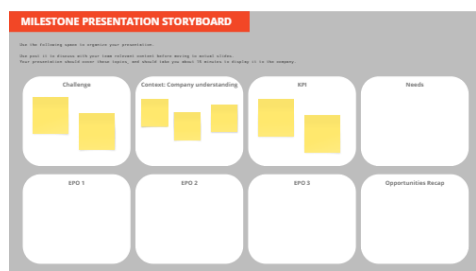 MILESTONE PRESENTATION STORYBOARD
Use the following space to organize your presentation.
Use post it to discuss with your team relevant content before moving to actual slides.
Your presentation should cover these topics, and should take you about 10 minutes to display it to the company.
Challenge
Context: Company understanding
KPI
Needs
EPO 1
EPO 2
EPO 3
Opportunities Recap